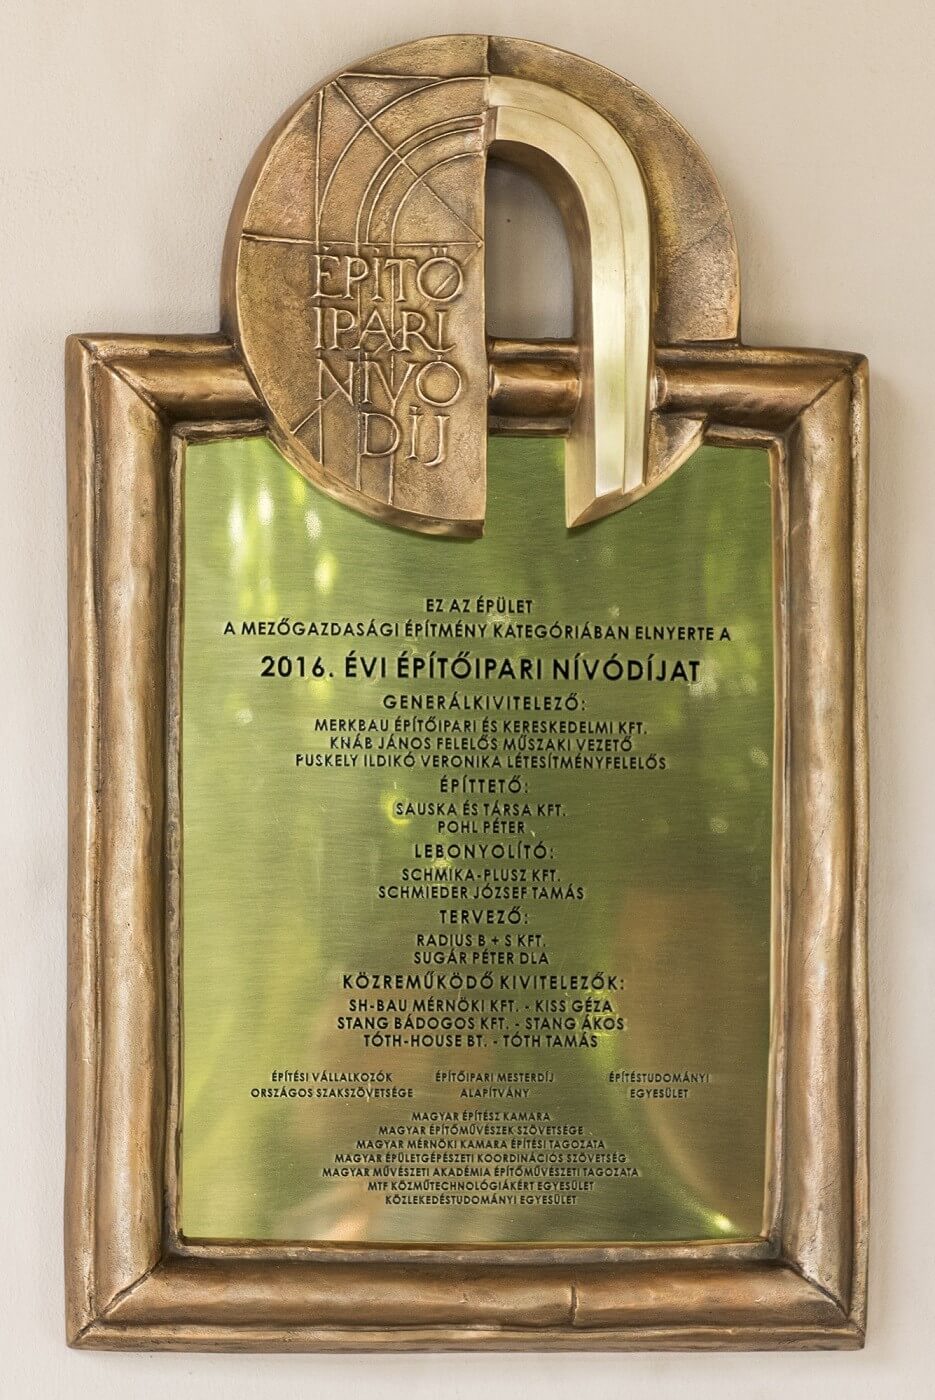 ÉPÍTŐ
IPARI
NÍVÓ
DÍJ
EZ AZ ÉPÜLET
A MEZŐGAZDASÁGI ÉPÍTMÉNY KATEGÓRIÁBAN ELNYERTE A
2016. ÉVI ÉPÍTŐIPARI NÍVÓDÍJAT
GENERÁLKIVITELEZŐ:
MERKBAU ÉPÍTŐIPARI ÉS KERESKEDELMI KFT.
KNÁB JÁNOS FELELŐS MŰSZAKI VEZETŐ
PUSKELY ILDIKÓ VERONIKA LÉTESÍTMÉNYFELELŐS
ÉPÍTTETŐ:
SAUSKA ÉS TÁRSA KFT.
POHL PÉTER
LEBONYOLÍTÓ:
SCHMIKA-PLUSZ KFT.
SCHMIEDER JÓZSEF TAMÁS
TERVEZŐ:
RADIUS B + S KFT.
SUGÁR PÉTER DLA
KÖZREMŰKÖDŐ KIVITELEZŐK:
SH-BAU MÉRNÖKI KFT. - KISS GÉZA
STANG BÁDOGOS KFT. - STANG ÁKOS
TÓTH-HOUSE BT. - TÓTH TAMÁS
ÉPÍTÉSI VÁLLALKOZÓK ÉPÍTŐIPARI MESTERDÍJ ÉPÍTÉSTUDOMÁNYI
ORSZÁGOS SZAKSZÖVETSÉGE ALAPÍTVÁNY EGYESÜLET
MAGYAR ÉPÍTÉSZ KAMARA
MAGYAR ÉPÍTŐMŰVÉSZEK SZÖVETSÉGE
MAGYAR MÉRNÖKI KAMARA ÉPÍTÉSI TAGOZATA
MAGYAR ÉPÜLETGÉPÉSZETI KOORDINÁCIÓS SZÖVETSÉG
MAGYAR MŰVÉSZETI AKADÉMIA ÉPÍTŐMŰVÉSZETI TAGOZATA
MTF KÖZMŰTECHNOLÓGIÁKÉRT EGYESÜLET
KÖZLEKEDÉSTUDOMÁNYI EGYESÜLET